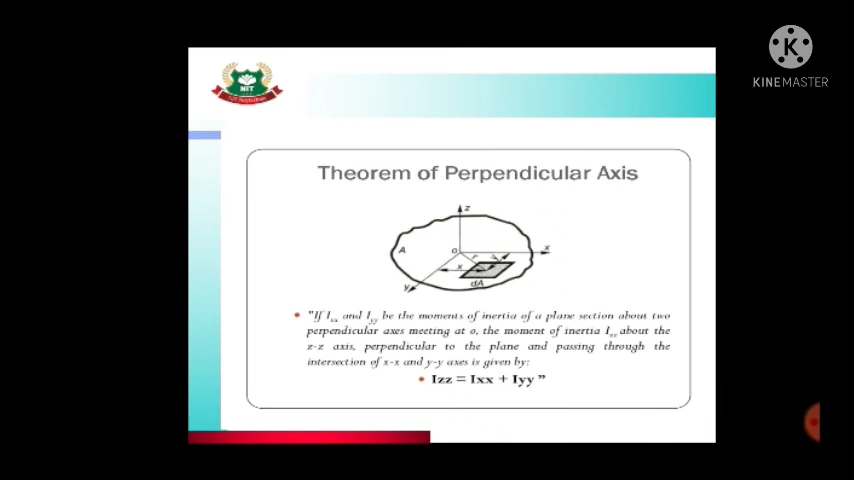 K
KINEMASTER
NIT
Theorem of Perpendicular Axis
z
A
o
r
x
x
y
dA
• "If Ixx and Iyy be the moments of inertia of a plane section about two
perpendicular axes meeting at o, the moment of inertia Izz about the
z-z axis, perpendicular to the plane and passing through the
intersection of x-x and y-y axes is given by:
• Izz = Ixx + Iyy ”